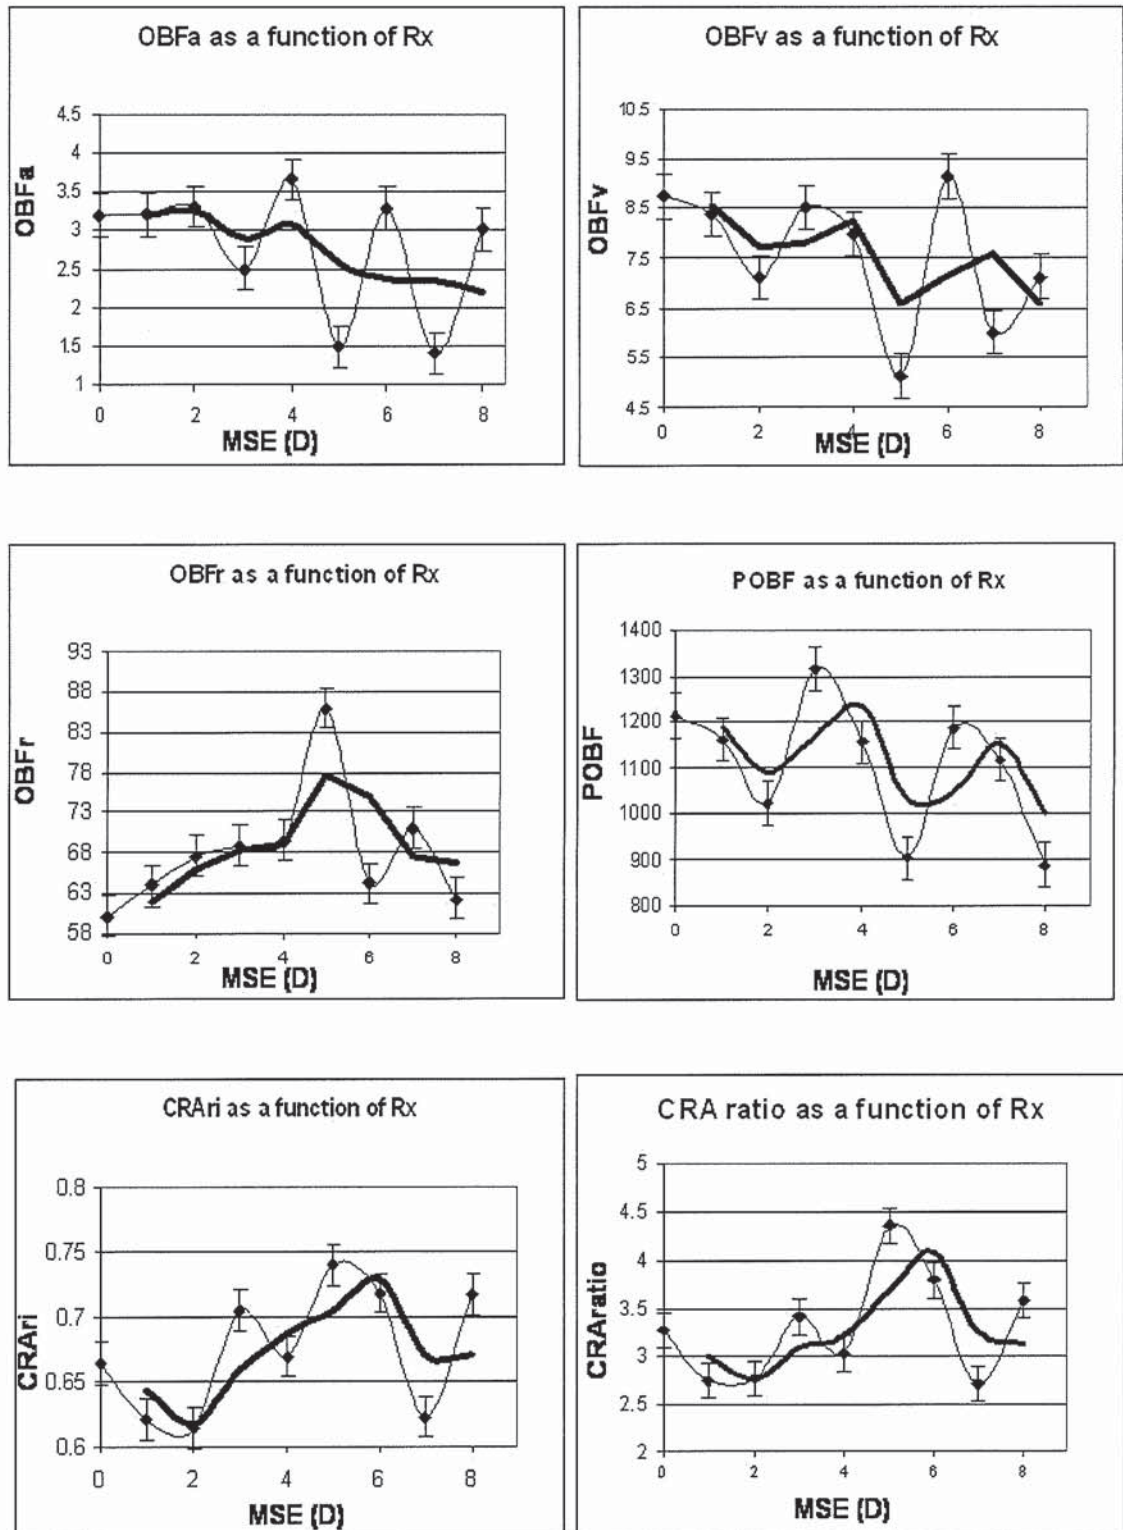 OBFa as a function of Rx
4.5
4
3.5
3
2.5
2
1.5
1
OBFa
0 2 4 6 8
MSE (D)
OBFv as a function of Rx
10.5
9.5
8.5
7.5
6.5
5.5
4.5
OBFv
0 2 4 6 8
MSE (D)
OBFr as a function of Rx
93
88
83
78
73
68
63
58
OBFr
0 2 4 6 8
MSE (D)
POBF as a function of Rx
1400
1300
1200
1100
1000
900
800
POBF
0 2 4 6 8
MSE (D)
CRAri as a function of Rx
0.8
0.75
0.7
0.65
0.6
CRAri
0 2 4 6 8
MSE (D)
CRA ratio as a function of Rx
5
4.5
4
3.5
3
2.5
2
CRAratio
0 2 4 6 8
MSE (D)